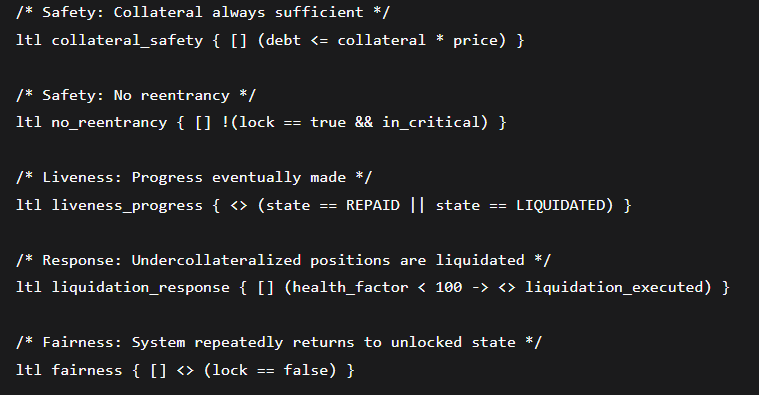 /* Safety: Collateral always sufficient */
ltl collateral_safety { [] (debt <= collateral * price) }
/* Safety: No reentrancy */
ltl no_reentrancy { [] !(lock == true && in_critical) }
/* Liveness: Progress eventually made */
ltl liveness_progress { <> (state == REPAID || state == LIQUIDATED) }
/* Response: Undercollateralized positions are liquidated */
ltl liquidation_response { [] (health_factor < 100 -> <> liquidation_executed) }
/* Fairness: System repeatedly returns to unlocked state */
ltl fairness { [] <> (lock == false) }